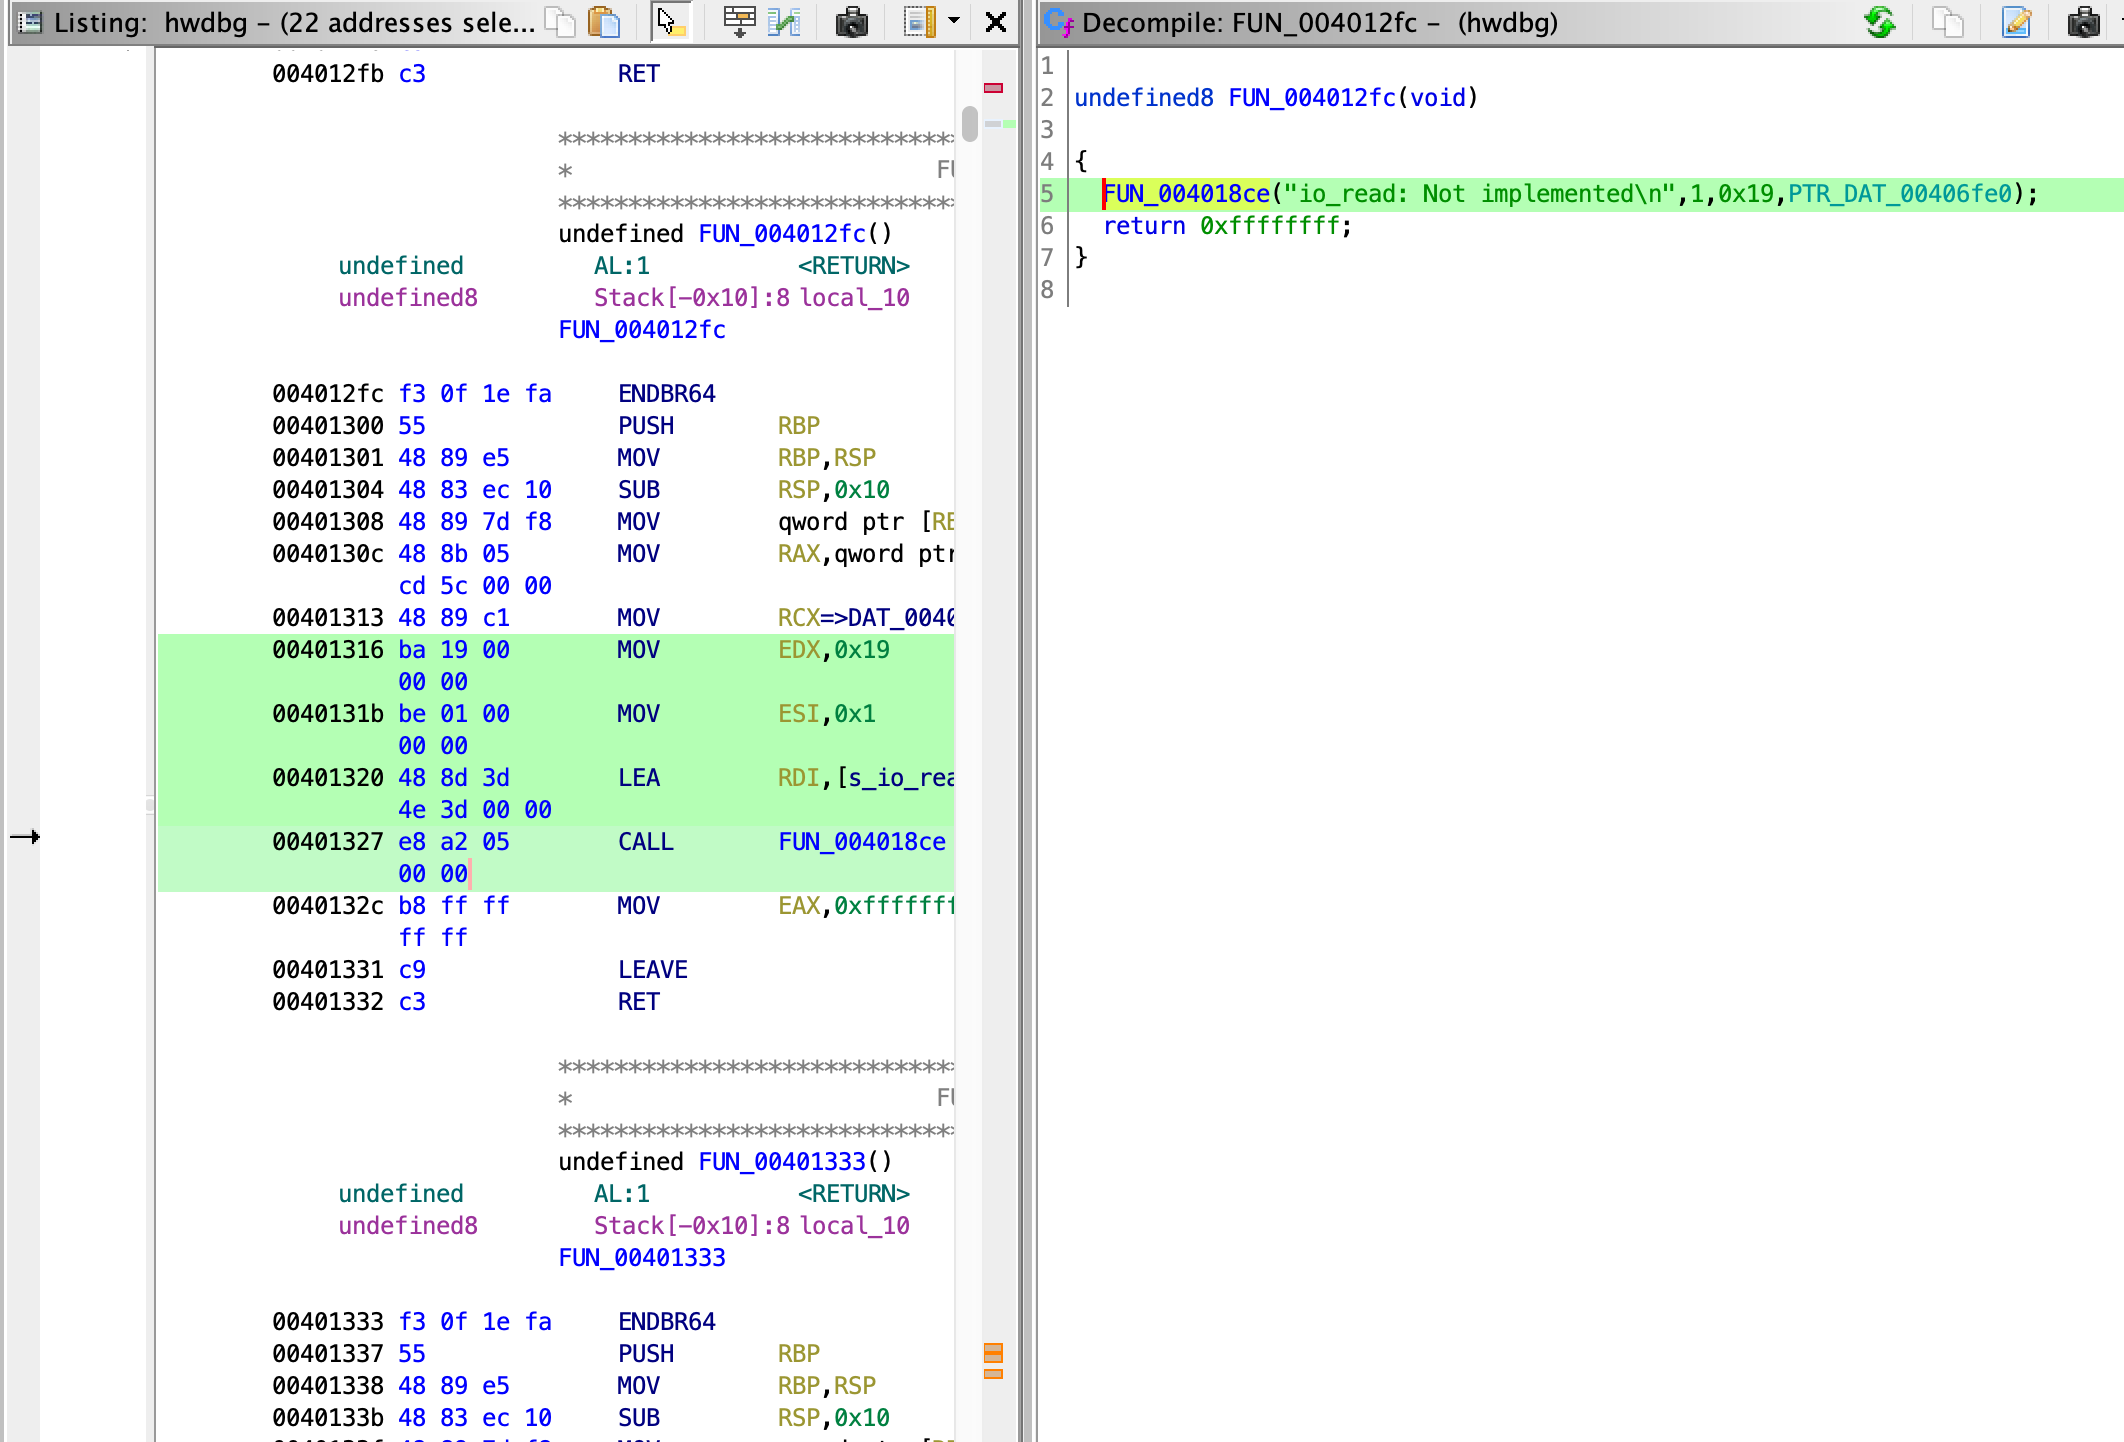 Listing: hwdbg – (22 addresses sele...
004012fb c3 RET
*****************************
* FU
*****************************
undefined FUN_004012fc()
undefined AL:1 <RETURN>
undefined8 Stack[-0x10]:8 local_10
FUN_004012fc
004012fc f3 0f 1e fa ENDBR64
00401300 55 PUSH RBP
00401301 48 89 e5 MOV RBP,RSP
00401304 48 83 ec 10 SUB RSP,0x10
00401308 48 89 7d f8 MOV qword ptr [RB
0040130c 48 8b 05 MOV RAX,qword ptr
cd 5c 00 00
00401313 48 89 c1 MOV RCX=>DAT_0040
00401316 ba 19 00 MOV EDX,0x19
00 00
0040131b be 01 00 MOV ESI,0x1
00 00
00401320 48 8d 3d LEA RDI,[s_io_rea
4e 3d 00 00
00401327 e8 a2 05 CALL FUN_004018ce
00 00
0040132c b8 ff ff MOV EAX,0xfffffff
ff ff
00401331 c9 LEAVE
00401332 c3 RET
*****************************
* FU
*****************************
undefined FUN_00401333()
undefined AL:1 <RETURN>
undefined8 Stack[-0x10]:8 local_10
FUN_00401333
00401333 f3 0f 1e fa ENDBR64
00401337 55 PUSH RBP
00401338 48 89 e5 MOV RBP,RSP
0040133b 48 83 ec 10 SUB RSP,0x10
Decompile: FUN_004012fc – (hwdbg)
1
2 undefined8 FUN_004012fc(void)
3
4 {
5 FUN_004018ce("io_read: Not implemented\n",1,0x19,PTR_DAT_00406fe0);
6 return 0xffffffff;
7 }
8